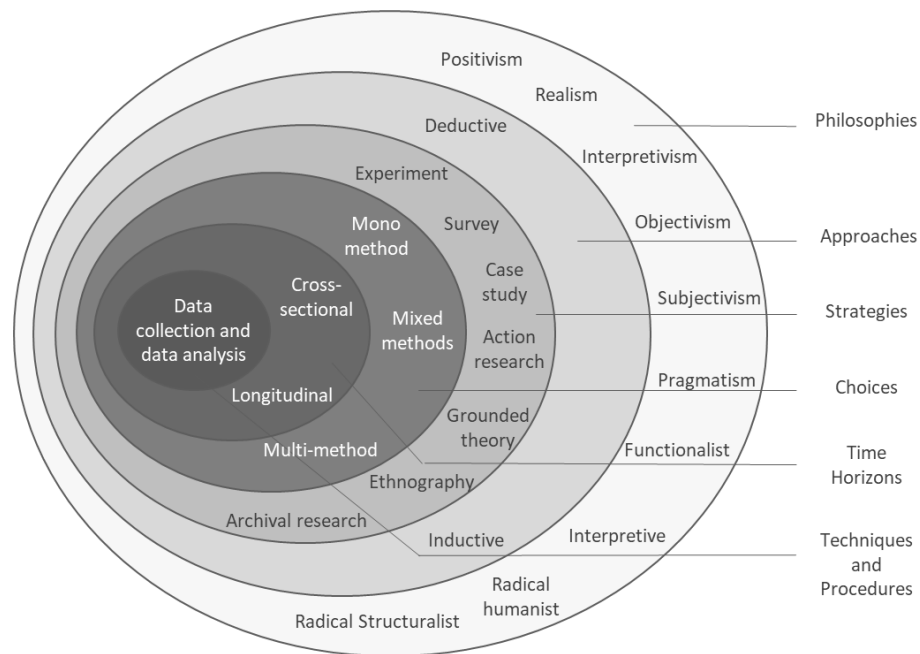 Positivism
Realism
Philosophies
Deductive
Interpretivism
Experiment
Objectivism
Approaches
Survey
Mono
method
Case
study
Cross-
sectional
Subjectivism
Strategies
Data
collection and
data analysis
Mixed
methods
Action
research
Pragmatism
Choices
Longitudinal
Grounded
theory
Multi-method
Functionalist
Time
Horizons
Ethnography
Archival research
Inductive
Interpretive
Techniques
and
Procedures
Radical
humanist
Radical Structuralist